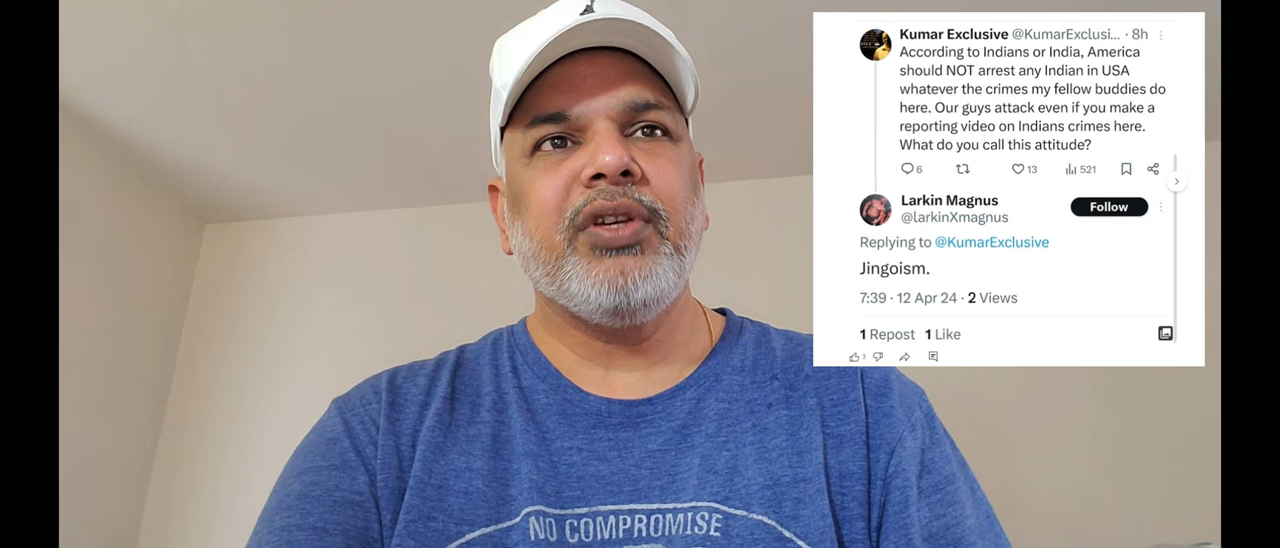 Kumar Exclusive @KumarExclusi... · 8h
According to Indians or India, America
should NOT arrest any Indian in USA
whatever the crimes my fellow buddies do
here. Our guys attack even if you make a
reporting video on Indians crimes here.
What do you call this attitude?
6 13 521
Larkin Magnus
@larkinXmagnus
Follow
Replying to @KumarExclusive
Jingoism.
7:39 · 12 Apr 24 · 2 Views
1 Repost 1 Like
3
NO COMPROMISE